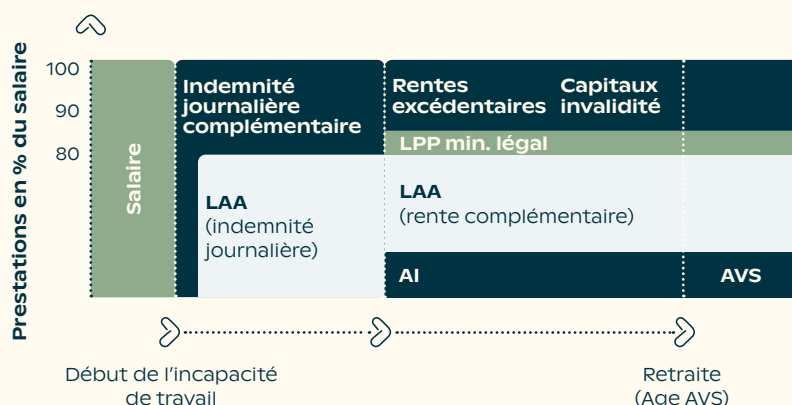 Prestations en % du salaire
100
90
80
Salaire
Indemnité
journalière
complémentaire
LAA
(indemnité
journalière)
Rentes
excédentaires
Capitaux
invalidité
LPP min. légal
LAA
(rente complémentaire)
AI
AVS
Début de l’incapacité
de travail
Retraite
(Age AVS)